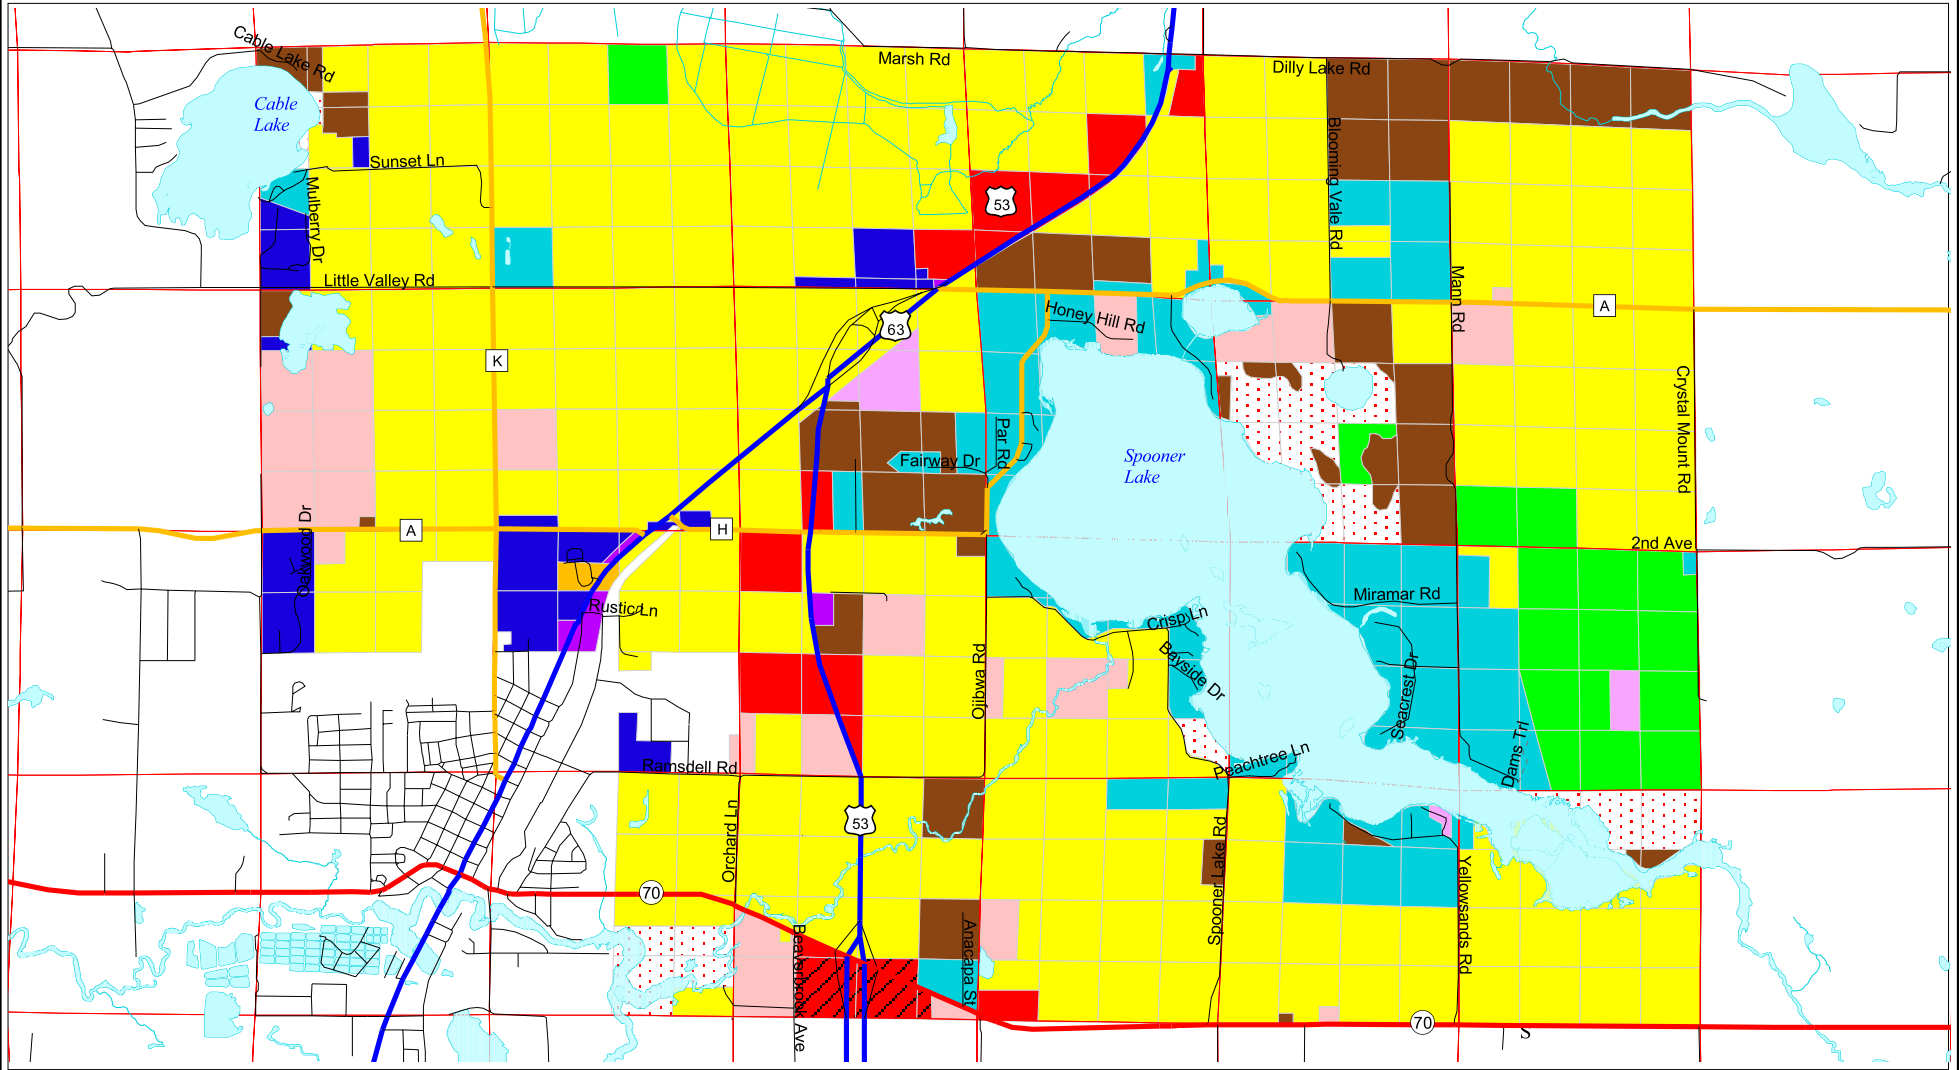 Cable Lake Rd
Marsh Rd
Dilly Lake Rd
Cable
Lake
Blooming Vale Rd
Sunset Ln
Mulberry Dr
53
Little Valley Rd
Mann Rd
A
Honey Hill Rd
63
K
Crystal Mount Rd
Par Rd
Fairway Dr
Spooner
Lake
Oakwood Dr
A
H
2nd Ave
Rustic Ln
Miramar Rd
Crisp Ln
Bayside Dr
Ojibwa Rd
Seacrest Dr
Dams Trl
Ramsdell Rd
Peachtree Ln
Orchard Ln
53
Spooner Lake Rd
Yellowsands Rd
70
Anacapa St
Beaverbrook Ave
70
S